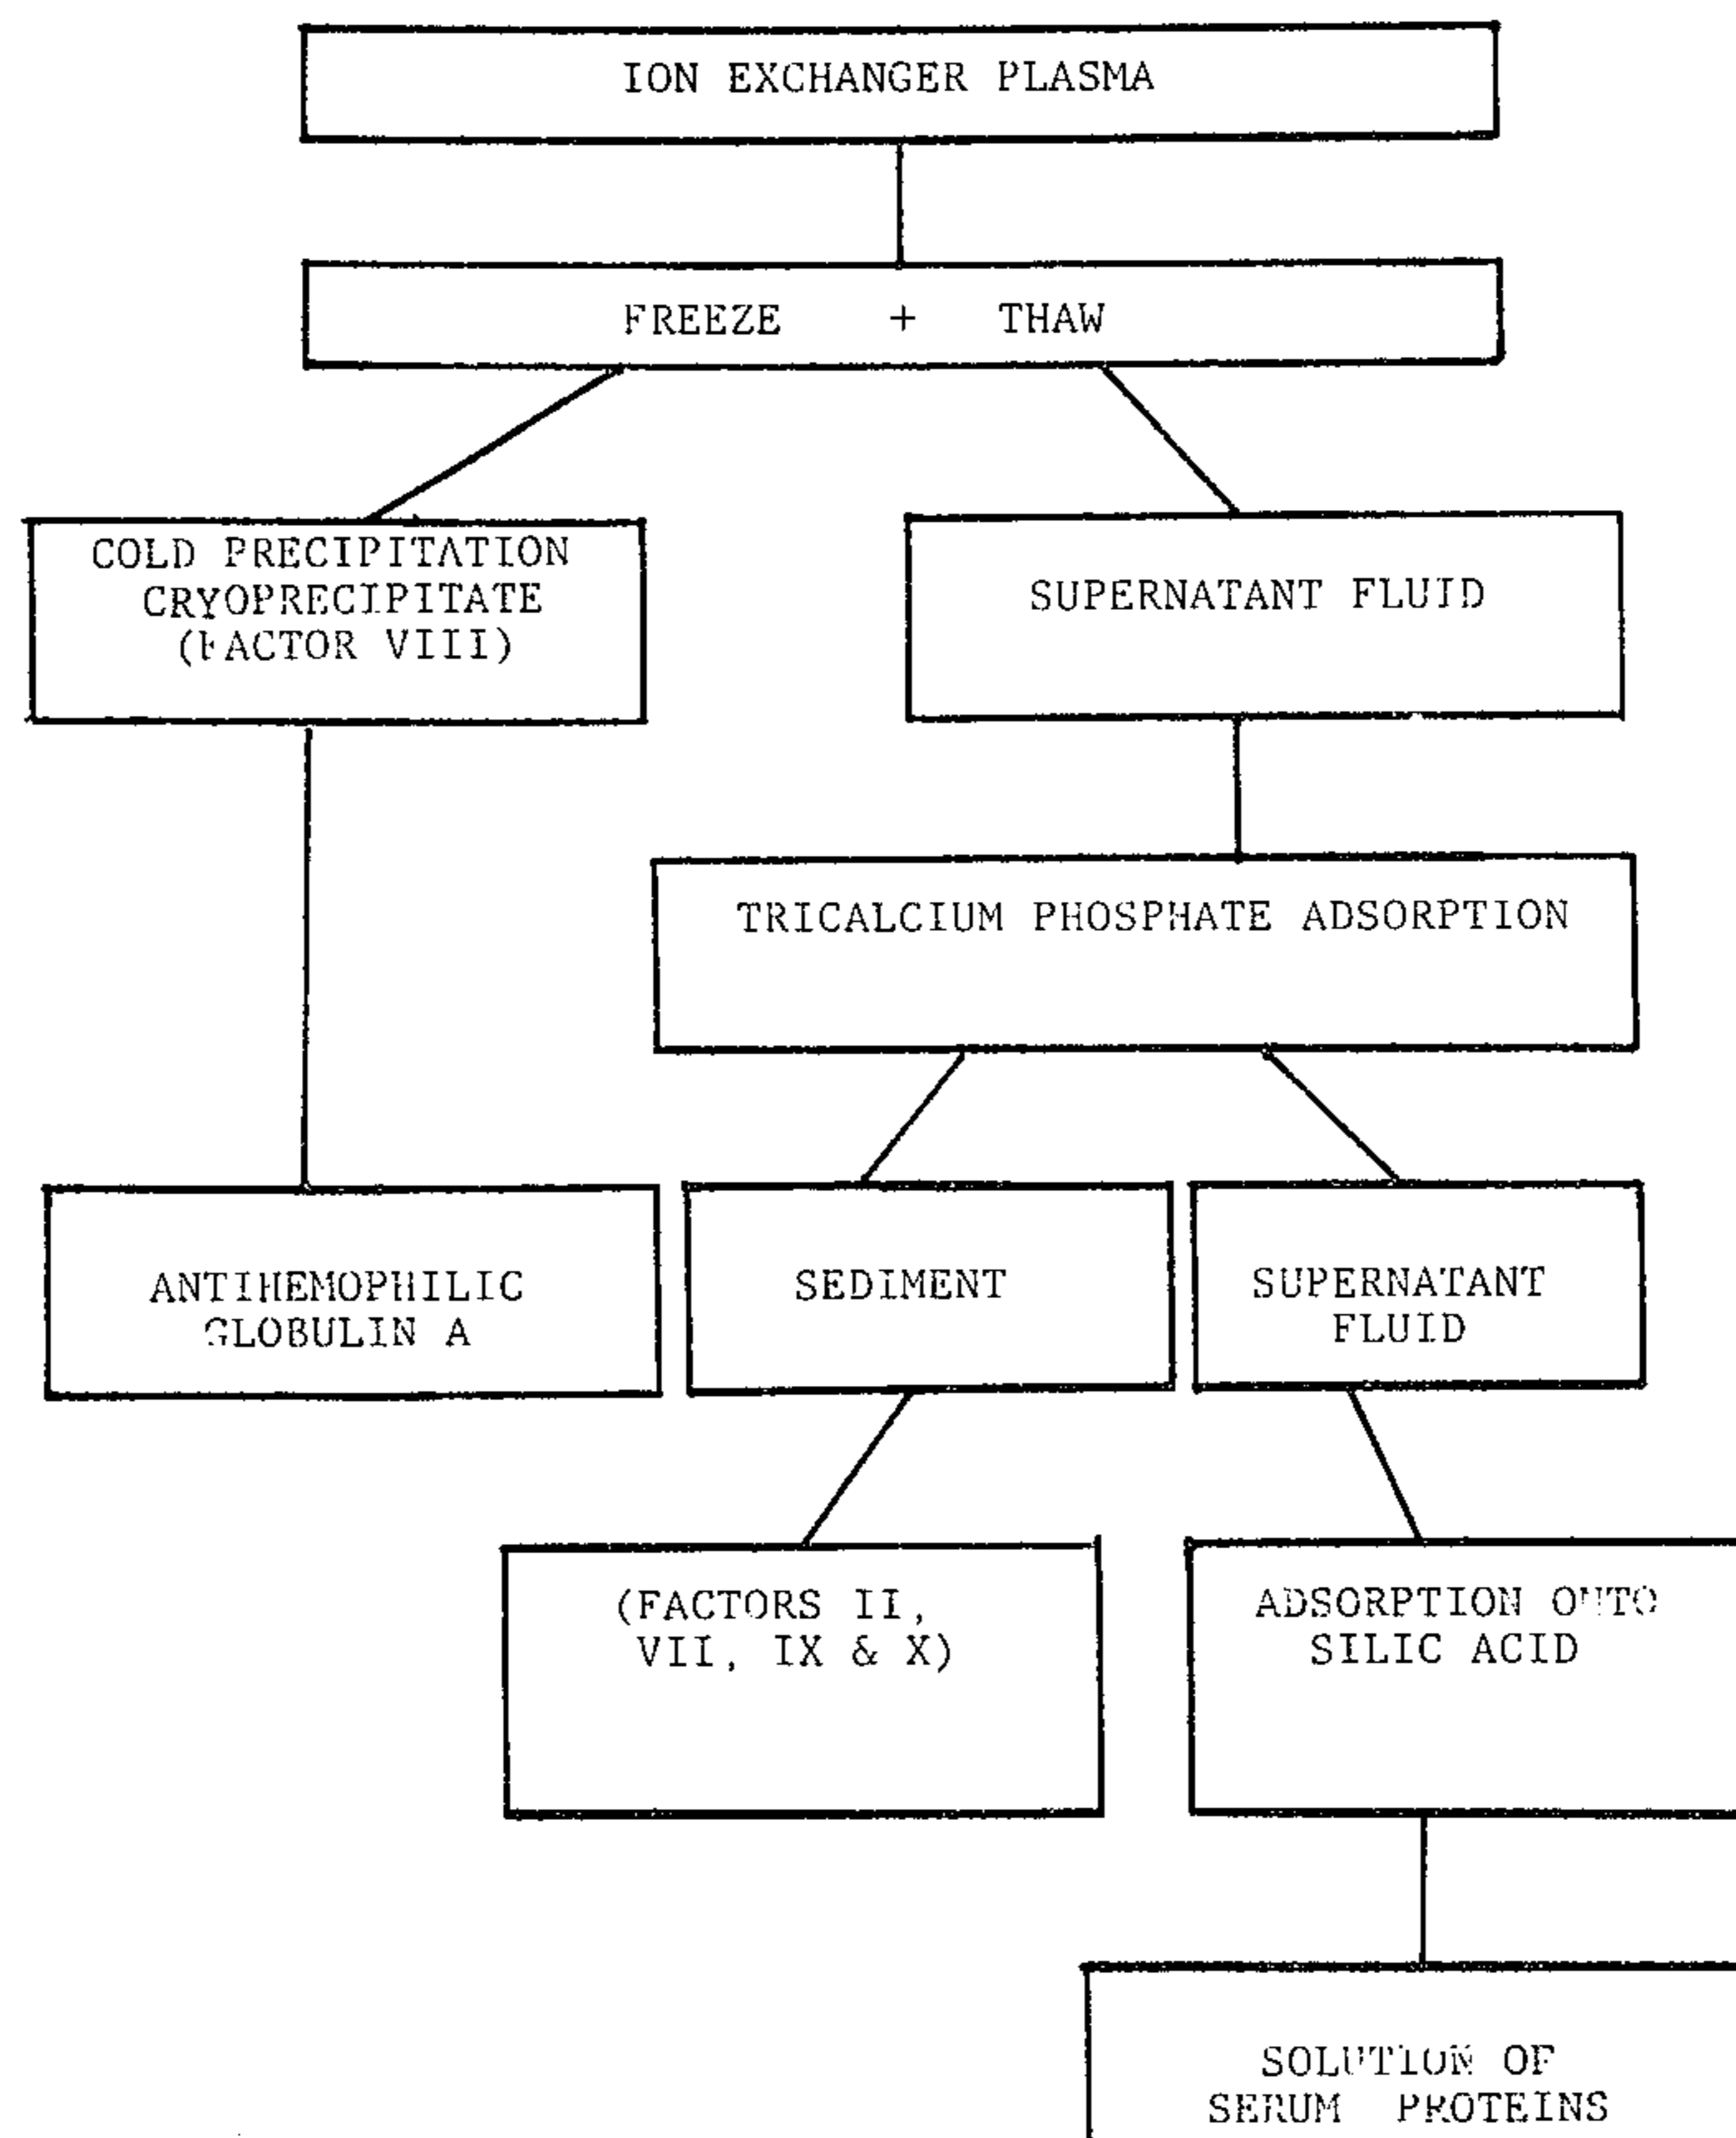 ION EXCHANGER PLASMA
FREEZE + THAW
COLD PRECIPITATION
CRYOPRECIPITATE
(FACTOR VIII)
SUPERNATANT FLUID
TRICALCIUM PHOSPHATE ADSORPTION
ANTIHEMOPHILIC
GLOBULIN A
SEDIMENT
SUPERNATANT
FLUID
(FACTORS II,
VII, IX & X)
ADSORPTION ONTO
SILIC ACID
SOLUTION OF
SERUM PROTEINS